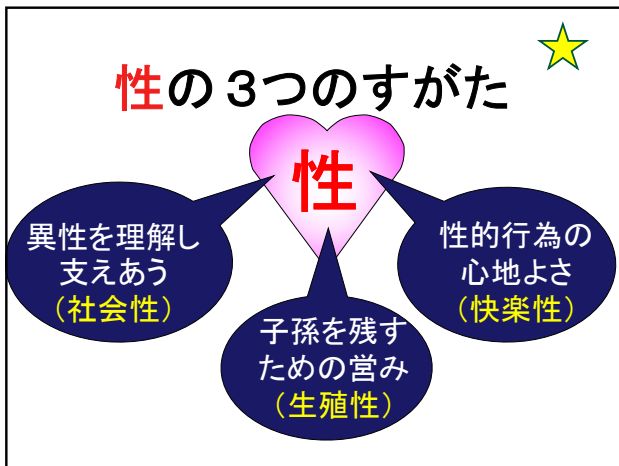 性の3つのすがた
性
異性を理解し
支えあう
(社会性)
子孫を残す
ための営み
(生殖性)
性的行為の
心地よさ
(快楽性)